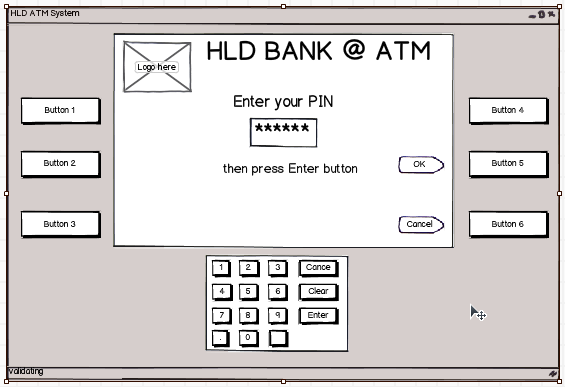 HLD ATM System
Logo here
HLD BANK @ ATM
Enter your PIN
******
then press Enter button
OK
Cancel
Button 1
Button 2
Button 3
Button 4
Button 5
Button 6
1 2 3 Cance
4 5 6 Clear
7 8 9 Enter
. 0
Validating